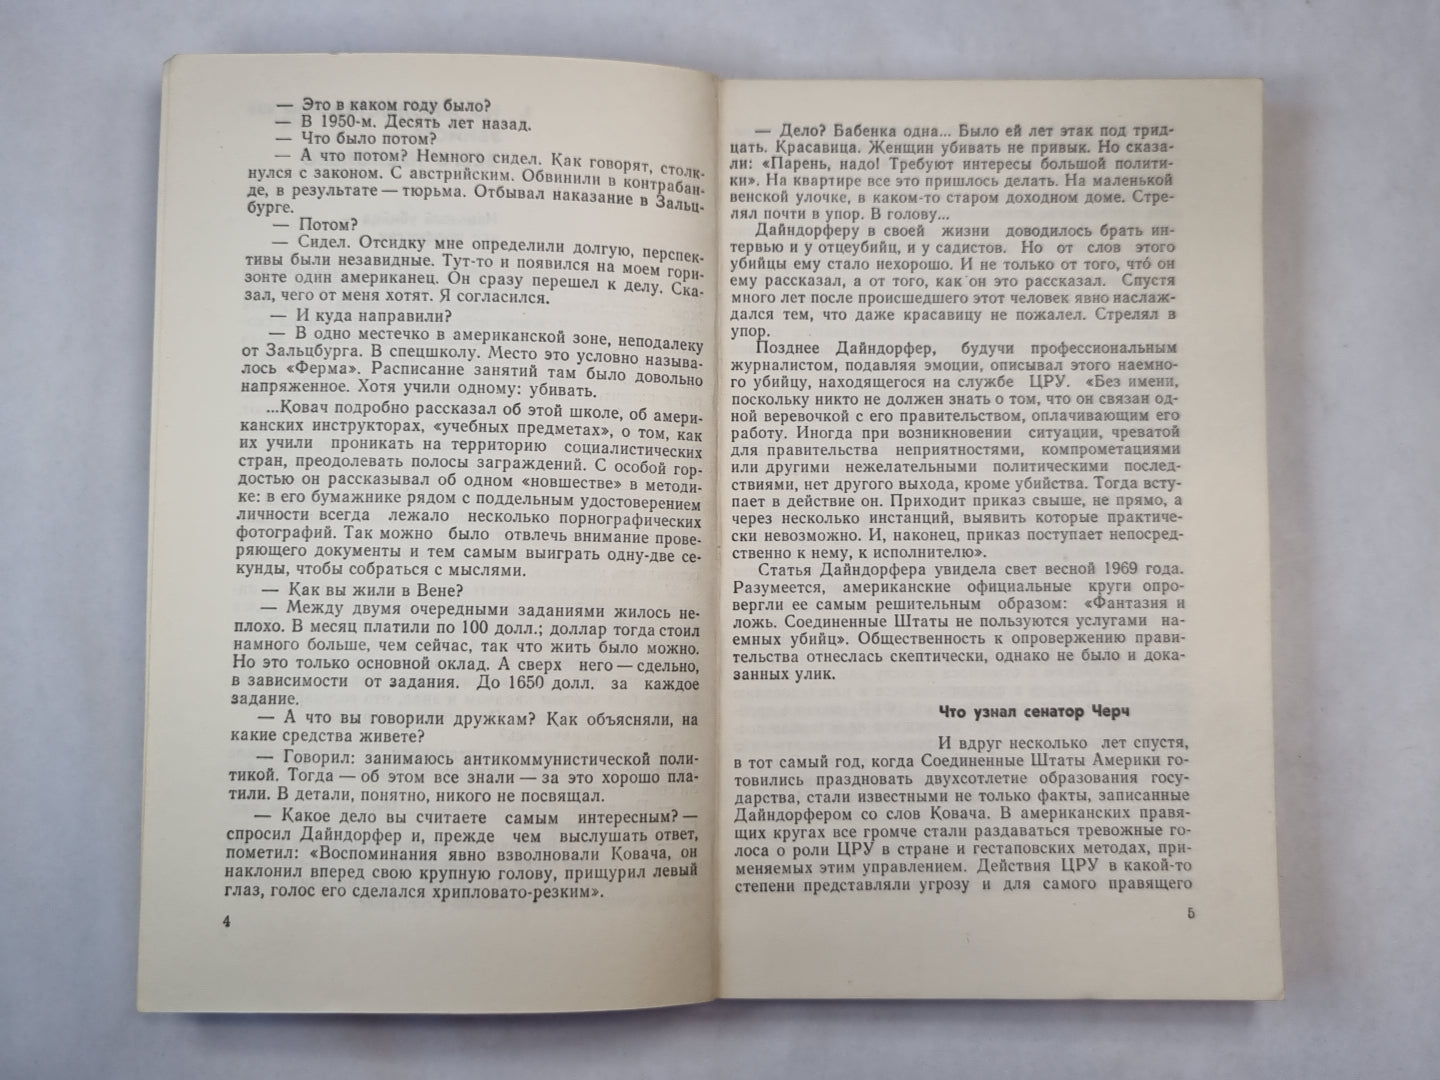 — Это в каком году было?
— В 1950-м. Десять лет назад.
— Что было потом?
— А что потом? Немного сидел. Как говорят, столк-
нулся с законом. С австрийским. Обвинили в контрабан-
де, в результате — тюрьма. Отбывал наказание в Зальц-
бурге.
— Потом?
— Сидел. Отсидку мне определили долгую, перспек-
тивы были незавидные. Тут-то и появился на моем гори-
зонте один американец. Он сразу перешел к делу. Ска-
зал, чего от меня хотят. Я согласился.
— И куда направили?
— В одно местечко в американской зоне, неподалеку
от Зальцбурга. В спецшколу. Место это условно называ-
лось «Ферма». Расписание занятий там было довольно
напряженное. Хотя учили одному: убивать.
...Ковач подробно рассказал об этой школе, об амери-
канских инструкторах, «учебных предметах», о том, как
их учили проникать на территорию социалистических
стран, преодолевать полосы заграждений. С особой гор-
достью он рассказывал об одном «новшестве» в методи-
ке: в его бумажнике рядом с поддельным удостоверением
личности всегда лежало несколько порнографических
фотографий. Так можно было отвлечь внимание прове-
ряющего документы и тем самым выиграть одну-две се-
кунды, чтобы собраться с мыслями.
— Как вы жили в Вене?
— Между двумя очередными заданиями жилось не-
плохо. В месяц платили по 100 долл.; доллар тогда стоил
намного больше, чем сейчас, так что жить было можно.
Но это только основной оклад. А сверх него — сдельно,
в зависимости от задания. До 1650 долл. за каждое
задание.
— А что вы говорили дружкам? Как объясняли, на
какие средства живете?
— Говорил: занимаюсь антикоммунистической поли-
тикой. Тогда — об этом все знали — за это хорошо пла-
тили. В детали, понятно, никого не посвящал.
— Какое дело вы считаете самым интересным? —
спросил Дайндорфер и, прежде чем выслушать ответ,
пометил: «Воспоминания явно взволновали Ковача, он
наклонил вперед свою крупную голову, прищурил левый
глаз, голос его сделался хрипловато-резким».
4
— Дело? Бабенка одна... Было ей лет этак под трид-
цать. Красавица. Женщин убивать не привык. Но сказа-
ли: «Парень, надо! Требуют интересы большой полити-
ки». На квартире все это пришлось делать. На маленькой
венской улочке, в каком-то старом доходном доме. Стре-
лял почти в упор. В голову...
Дайндорферу в своей жизни доводилось брать ин-
тервью и у отцеубийц, и у садистов. Но от слов этого
убийцы ему стало нехорошо. И не только от того, что́ он
ему рассказал, а от того, как он это рассказал. Спустя
много лет после происшедшего этот человек явно наслаж-
дался тем, что даже красавицу не пожалел. Стрелял в
упор.
Позднее Дайндорфер, будучи профессиональным
журналистом, подавляя эмоции, описывал этого наемно-
го убийцу, находящегося на службе ЦРУ. «Без имени,
поскольку никто не должен знать о том, что он связан од-
ной веревочкой с его правительством, оплачивающим его
работу. Иногда при возникновении ситуации, чреватой
для правительства неприятностями, компрометациями
или другими нежелательными политическими послед-
ствиями, нет другого выхода, кроме убийства. Тогда всту-
пает в действие он. Приходит приказ свыше, не прямо, а
через несколько инстанций, выявить которые практиче-
ски невозможно. И, наконец, приказ поступает непосред-
ственно к нему, к исполнителю».
Статья Дайндорфера увидела свет весной 1969 года.
Разумеется, американские официальные круги опро-
вергли ее самым решительным образом: «Фантазия и
ложь. Соединенные Штаты не пользуются услугами на-
емных убийц». Общественность к опровержению прави-
тельства отнеслась скептически, однако не было и дока-
занных улик.
Что узнал сенатор Черч
И вдруг несколько лет спустя,
в тот самый год, когда Соединенные Штаты Америки го-
товились праздновать двухсотлетие образования госу-
дарства, стали известными не только факты, записанные
Дайндорфером со слов Ковача. В американских правя-
щих кругах все громче стали раздаваться тревожные го-
лоса о роли ЦРУ в стране и гестаповских методах, при-
меняемых этим управлением. Действия ЦРУ в какой-то
степени представляли угрозу и для самого правящего
5